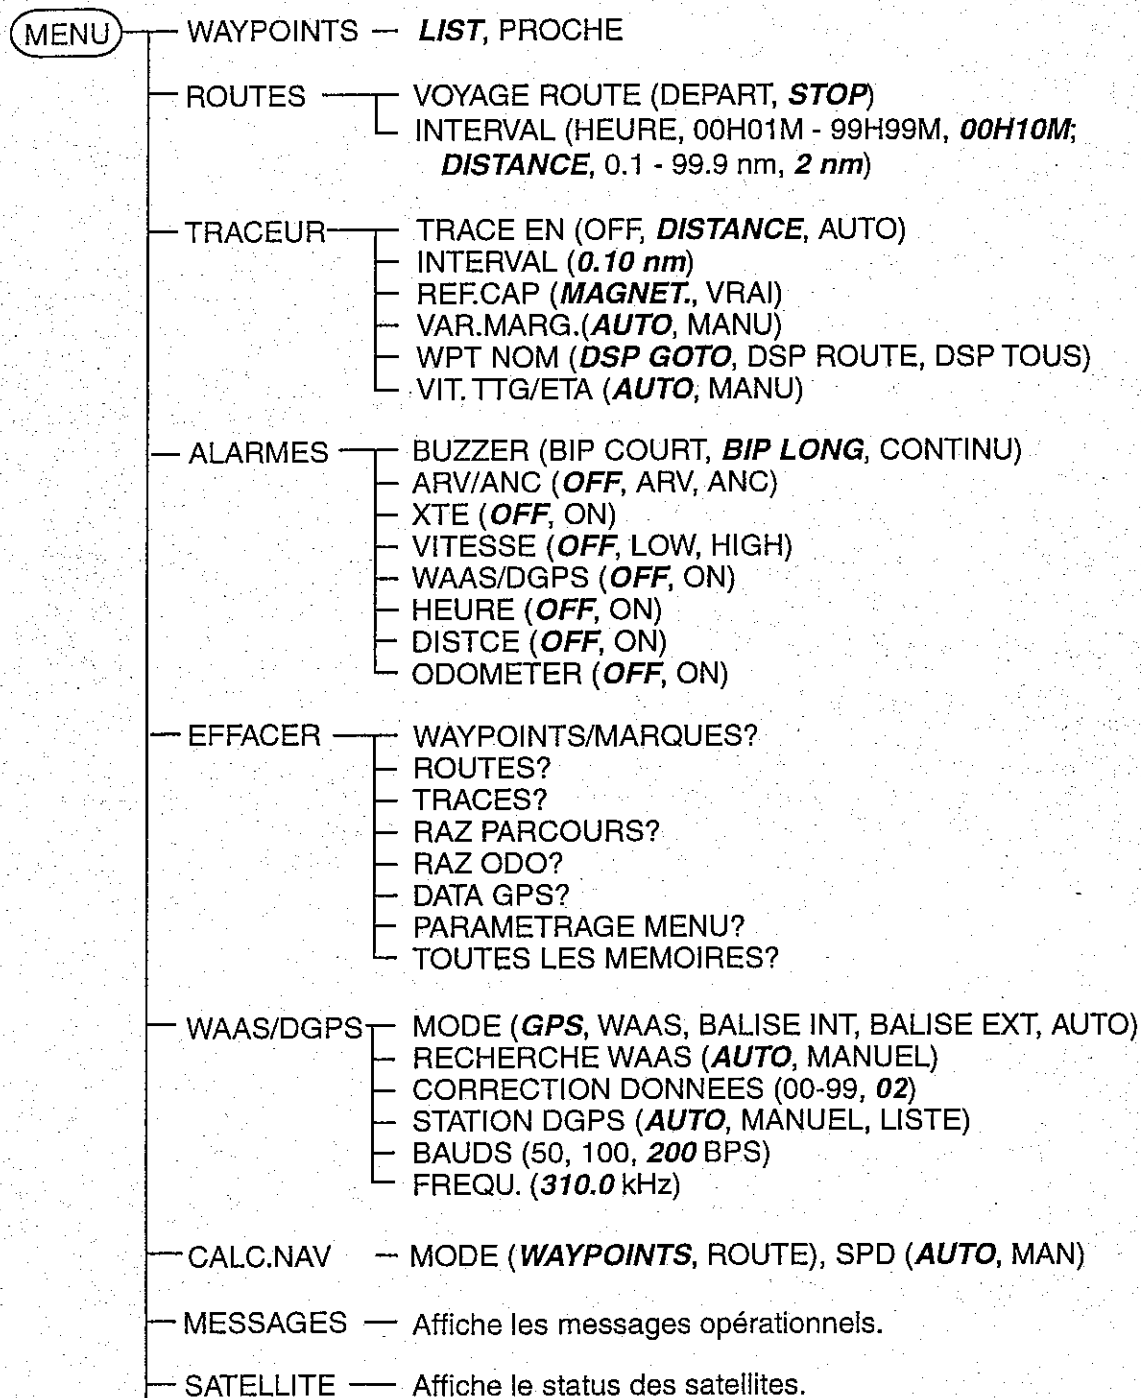 MENU WAYPOINTS — LIST, PROCHE
ROUTES VOYAGE ROUTE (DEPART, STOP)
INTERVAL (HEURE, 00H01M - 99H99M, 00H10M;
DISTANCE, 0.1 - 99.9 nm, 2 nm)
TRACEUR TRACE EN (OFF, DISTANCE, AUTO)
INTERVAL (0.10 nm)
REF.CAP (MAGNET., VRAI)
VAR.MARG.(AUTO, MANU)
WPT NOM (DSP GOTO, DSP ROUTE, DSP TOUS)
VIT. TTG/ETA (AUTO, MANU)
ALARMES BUZZER (BIP COURT, BIP LONG, CONTINU)
ARV/ANC (OFF, ARV, ANC)
XTE (OFF, ON)
VITESSE (OFF, LOW, HIGH)
WAAS/DGPS (OFF, ON)
HEURE (OFF, ON)
DISTCE (OFF, ON)
ODOMETER (OFF, ON)
EFFACER WAYPOINTS/MARQUES?
ROUTES?
TRACES?
RAZ PARCOURS?
RAZ ODO?
DATA GPS?
PARAMETRAGE MENU?
TOUTES LES MEMOIRES?
WAAS/DGPS MODE (GPS, WAAS, BALISE INT, BALISE EXT, AUTO)
RECHERCHE WAAS (AUTO, MANUEL)
CORRECTION DONNEES (00-99, 02)
STATION DGPS (AUTO, MANUEL, LISTE)
BAUDS (50, 100, 200 BPS)
FREQU. (310.0 kHz)
CALC.NAV — MODE (WAYPOINTS, ROUTE), SPD (AUTO, MAN)
MESSAGES — Affiche les messages opérationnels.
SATELLITE — Affiche le status des satellites.